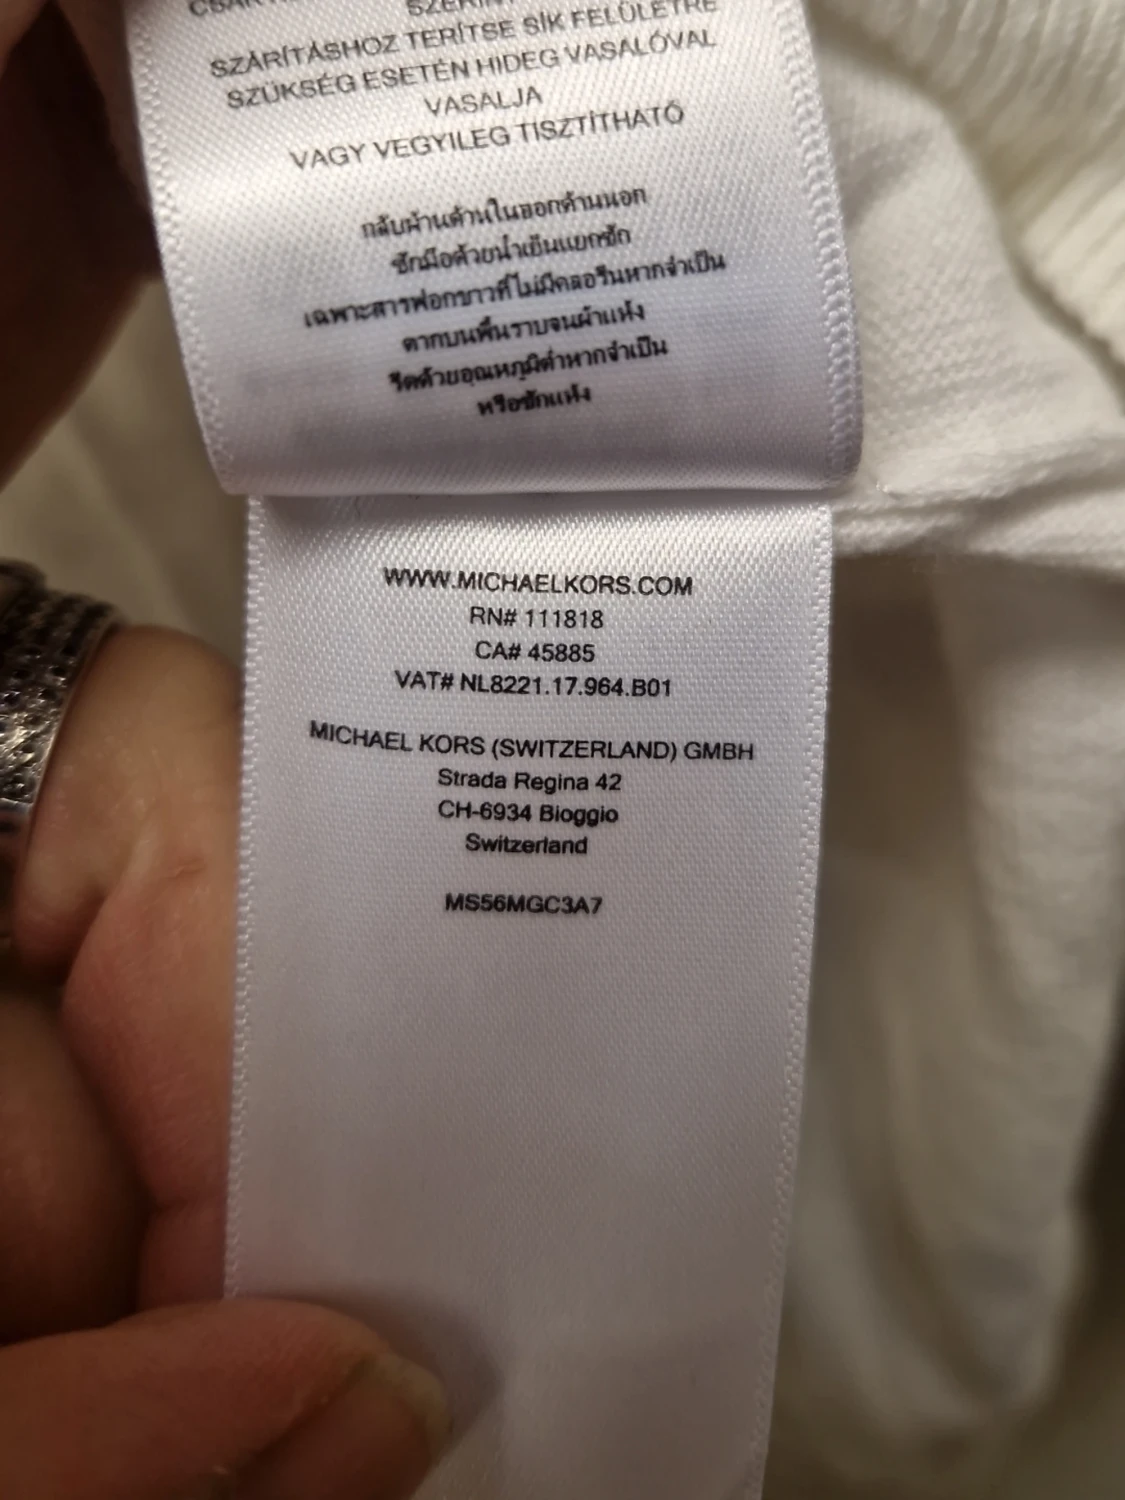 SZÁRÍTÁSHOZ TERÍTSE SÍK FELÜLETRE
SZÜKSÉG ESETÉN HIDEG VASALÓVAL
VASALJA
VAGY VEGYILEG TISZTÍTHATÓ
กลับผ้านด้านในออกด้านนอก
ซักมือด้วยน้ำเย็นแยกซัก
เฉพาะสารฟอกขาวที่ไม่มีคลอรีนหากจำเป็น
ตากบนพื้นราบจนผ้าแห้ง
รีดด้วยอุณหภูมิต่ำหากจำเป็น
หรือซักแห้ง
WWW.MICHAELKORS.COM
RN# 111818
CA# 45885
VAT# NL8221.17.964.B01
MICHAEL KORS (SWITZERLAND) GMBH
Strada Regina 42
CH-6934 Bioggio
Switzerland
MS56MGC3A7